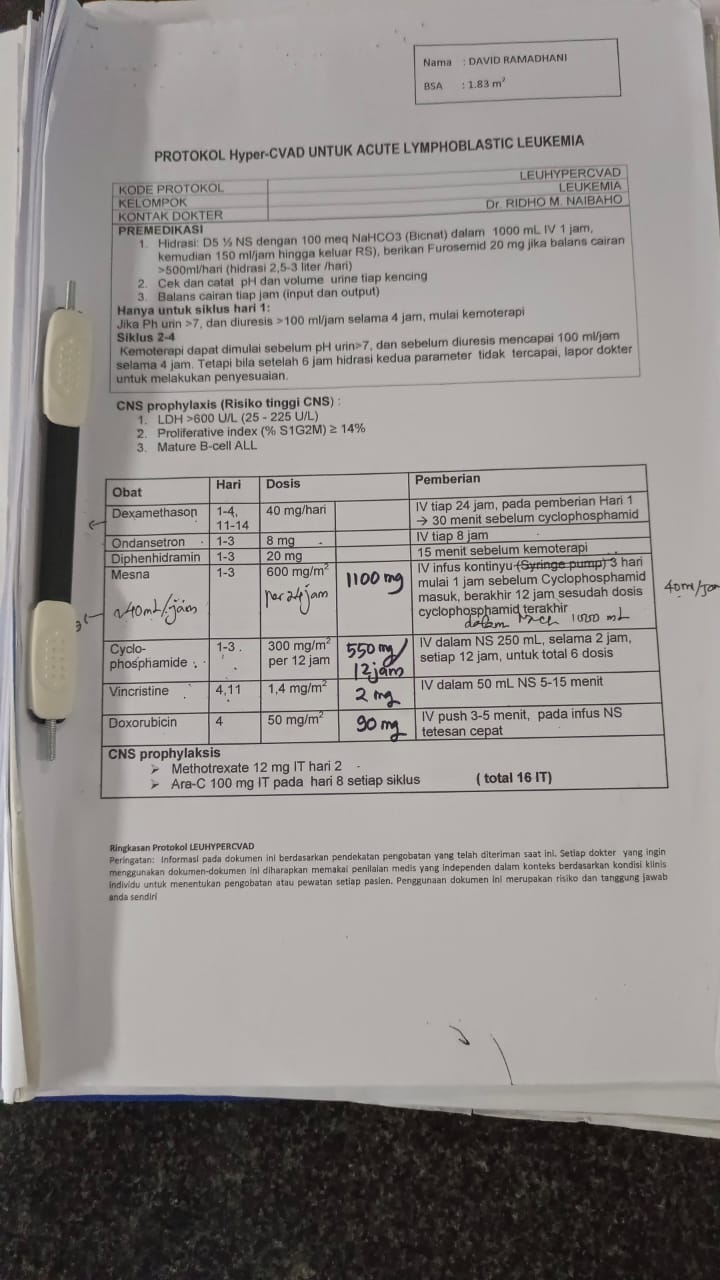 Nama : DAVID RAMADHANI
BSA : 1.83 m²
PROTOKOL Hyper-CVAD UNTUK ACUTE LYMPHOBLASTIC LEUKEMIA
KODE PROTOKOL LEUHYPERCVAD
KELOMPOK LEUKEMIA
KONTAK DOKTER Dr. RIDHO M. NAIBAHO
PREMEDIKASI
1. Hidrasi: D5 ½ NS dengan 100 meq NaHCO3 (Bicnat) dalam 1000 mL IV 1 jam,
kemudian 150 ml/jam hingga keluar RS), berikan Furosemid 20 mg jika balans cairan
>500ml/hari (hidrasi 2,5-3 liter /hari)
2. Cek dan catat pH dan volume urine tiap kencing
3. Balans cairan tiap jam (input dan output)
Hanya untuk siklus hari 1:
Jika Ph urin >7, dan diuresis >100 ml/jam selama 4 jam, mulai kemoterapi
Siklus 2-4
Kemoterapi dapat dimulai sebelum pH urin>7, dan sebelum diuresis mencapai 100 ml/jam
selama 4 jam. Tetapi bila setelah 6 jam hidrasi kedua parameter tidak tercapai, lapor dokter
untuk melakukan penyesuaian.
CNS prophylaxis (Risiko tinggi CNS) :
1. LDH >600 U/L (25 - 225 U/L)
2. Proliferative index (% S1G2M) ≥ 14%
3. Mature B-cell ALL
Obat Hari Dosis Pemberian
Dexamethason 1-4, 40 mg/hari IV tiap 24 jam, pada pemberian Hari 1
11-14 → 30 menit sebelum cyclophosphamid
Ondansetron 1-3 8 mg IV tiap 8 jam
Diphenhidramin 1-3 20 mg 15 menit sebelum kemoterapi
Mesna 1-3 600 mg/m² 1100 mg IV infus kontinyu (Syringe pump) 3 hari
per 24 jam mulai 1 jam sebelum Cyclophosphamid
~40mL/jam masuk, berakhir 12 jam sesudah dosis 40ml/jam
cyclophosphamid terakhir
dalam NaCl 1000 mL
Cyclo- 1-3 . 300 mg/m² 550 mg/ IV dalam NS 250 mL, selama 2 jam,
phosphamide per 12 jam 12 jam setiap 12 jam, untuk total 6 dosis
Vincristine 4,11 1,4 mg/m² 2 mg IV dalam 50 mL NS 5-15 menit
Doxorubicin 4 50 mg/m² 90 mg IV push 3-5 menit, pada infus NS
tetesan cepat
CNS prophylaksis
➢ Methotrexate 12 mg IT hari 2
➢ Ara-C 100 mg IT pada hari 8 setiap siklus ( total 16 IT)
Ringkasan Protokol LEUHYPERCVAD
Peringatan: Informasi pada dokumen ini berdasarkan pendekatan pengobatan yang telah diteriman saat ini. Setiap dokter yang ingin
menggunakan dokumen-dokumen ini diharapkan memakai penilaian medis yang independen dalam konteks berdasarkan kondisi klinis
individu untuk menentukan pengobatan atau pewatan setiap pasien. Penggunaan dokumen ini merupakan risiko dan tanggung jawab
anda sendiri